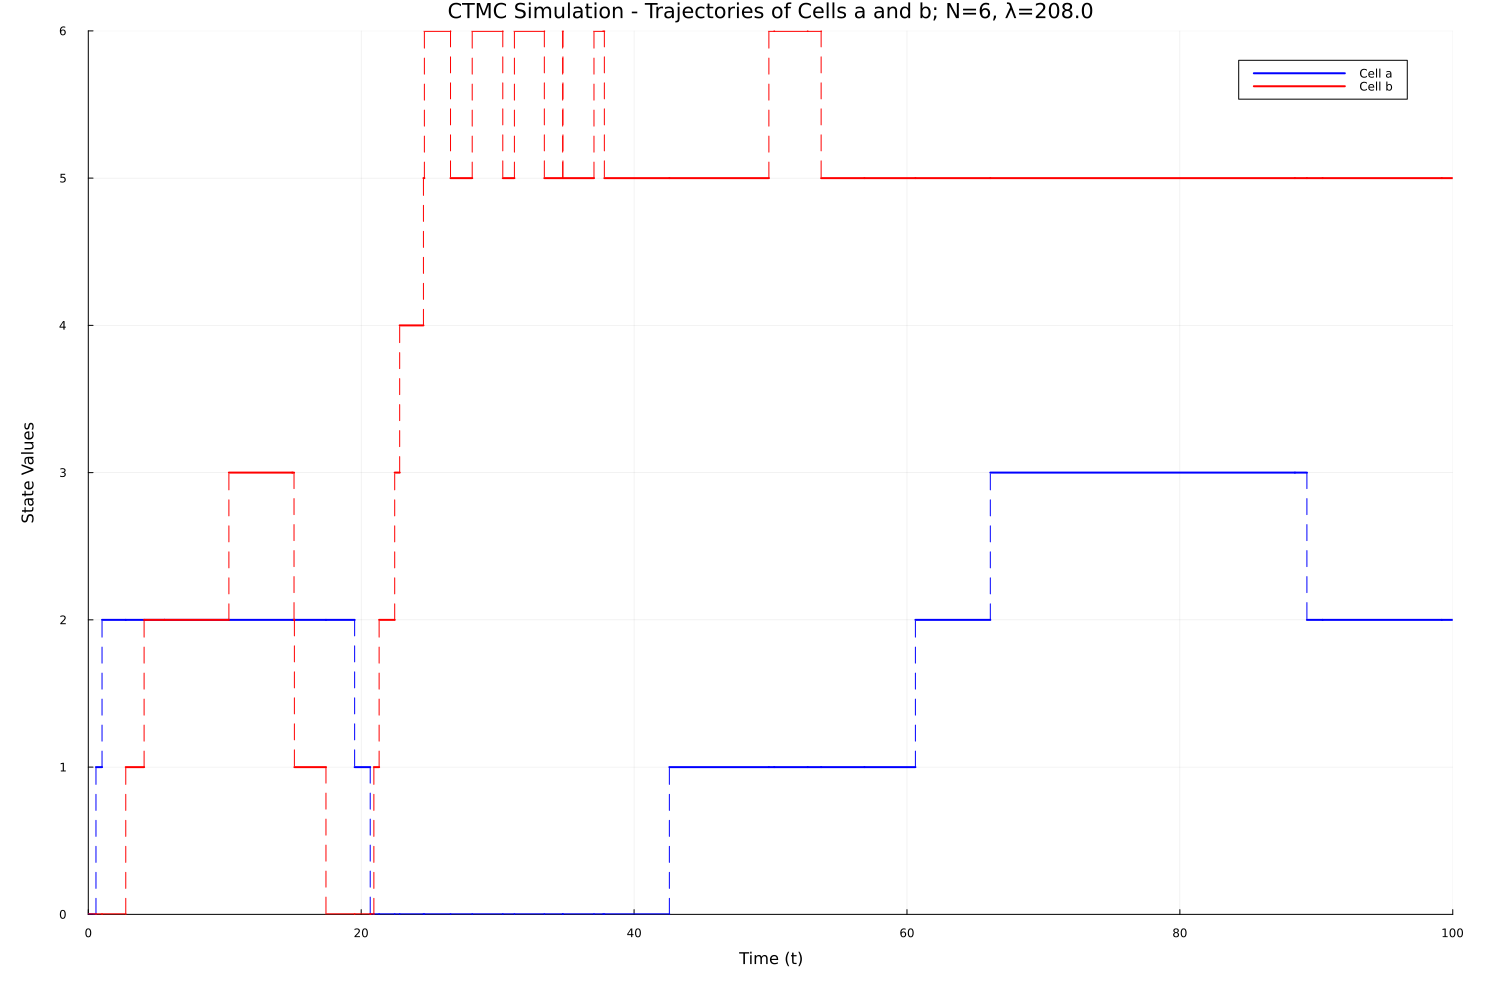 CTMC Simulation - Trajectories of Cells a and b; N=6, λ=208.0
6
Cell a
Cell b
5
4
State Values
3
2
1
0
0 20 40 60 80 100
Time (t)